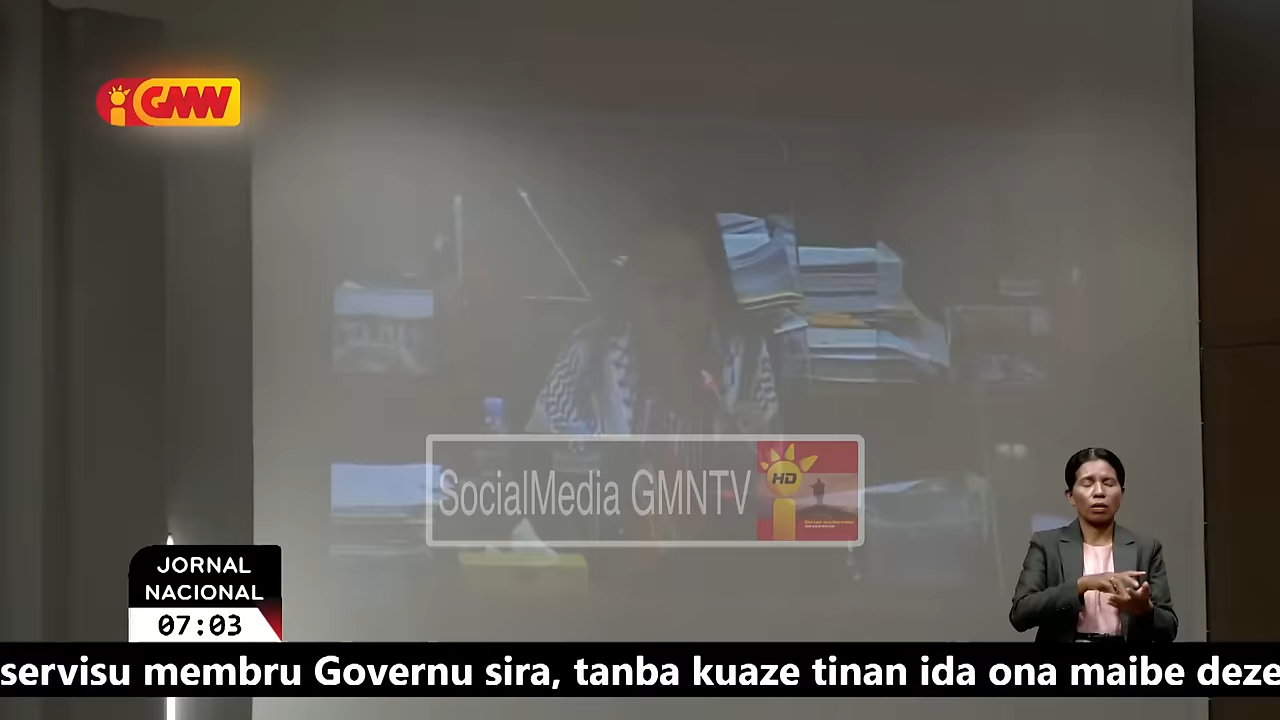 GMN
SocialMedia GMNTV
HD
JORNAL
NACIONAL
07:03
servisu membru Governu sira, tanba kuaze tinan ida ona maibe deze